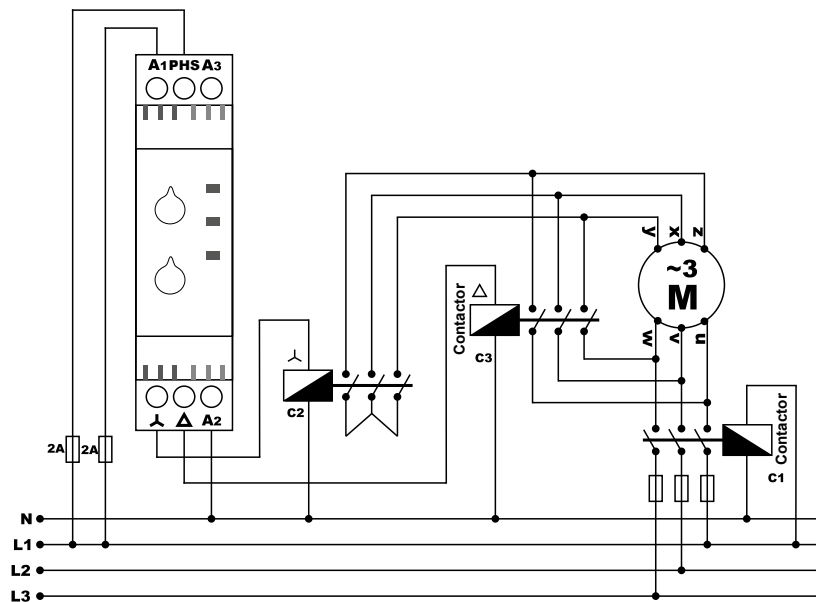 A1 PHS A3
y x z
~3
M
Contactor
C3
w v u
C2
A2
Contactor
C1
2A 2A
N
L1
L2
L3